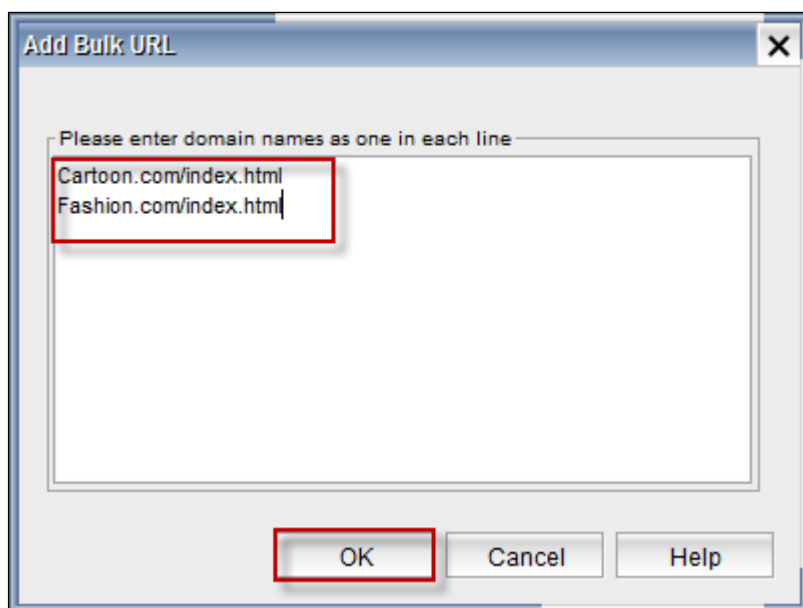 Add Bulk URL
Please enter domain names as one in each line
Cartoon.com/index.html
Fashion.com/index.html
OK Cancel Help